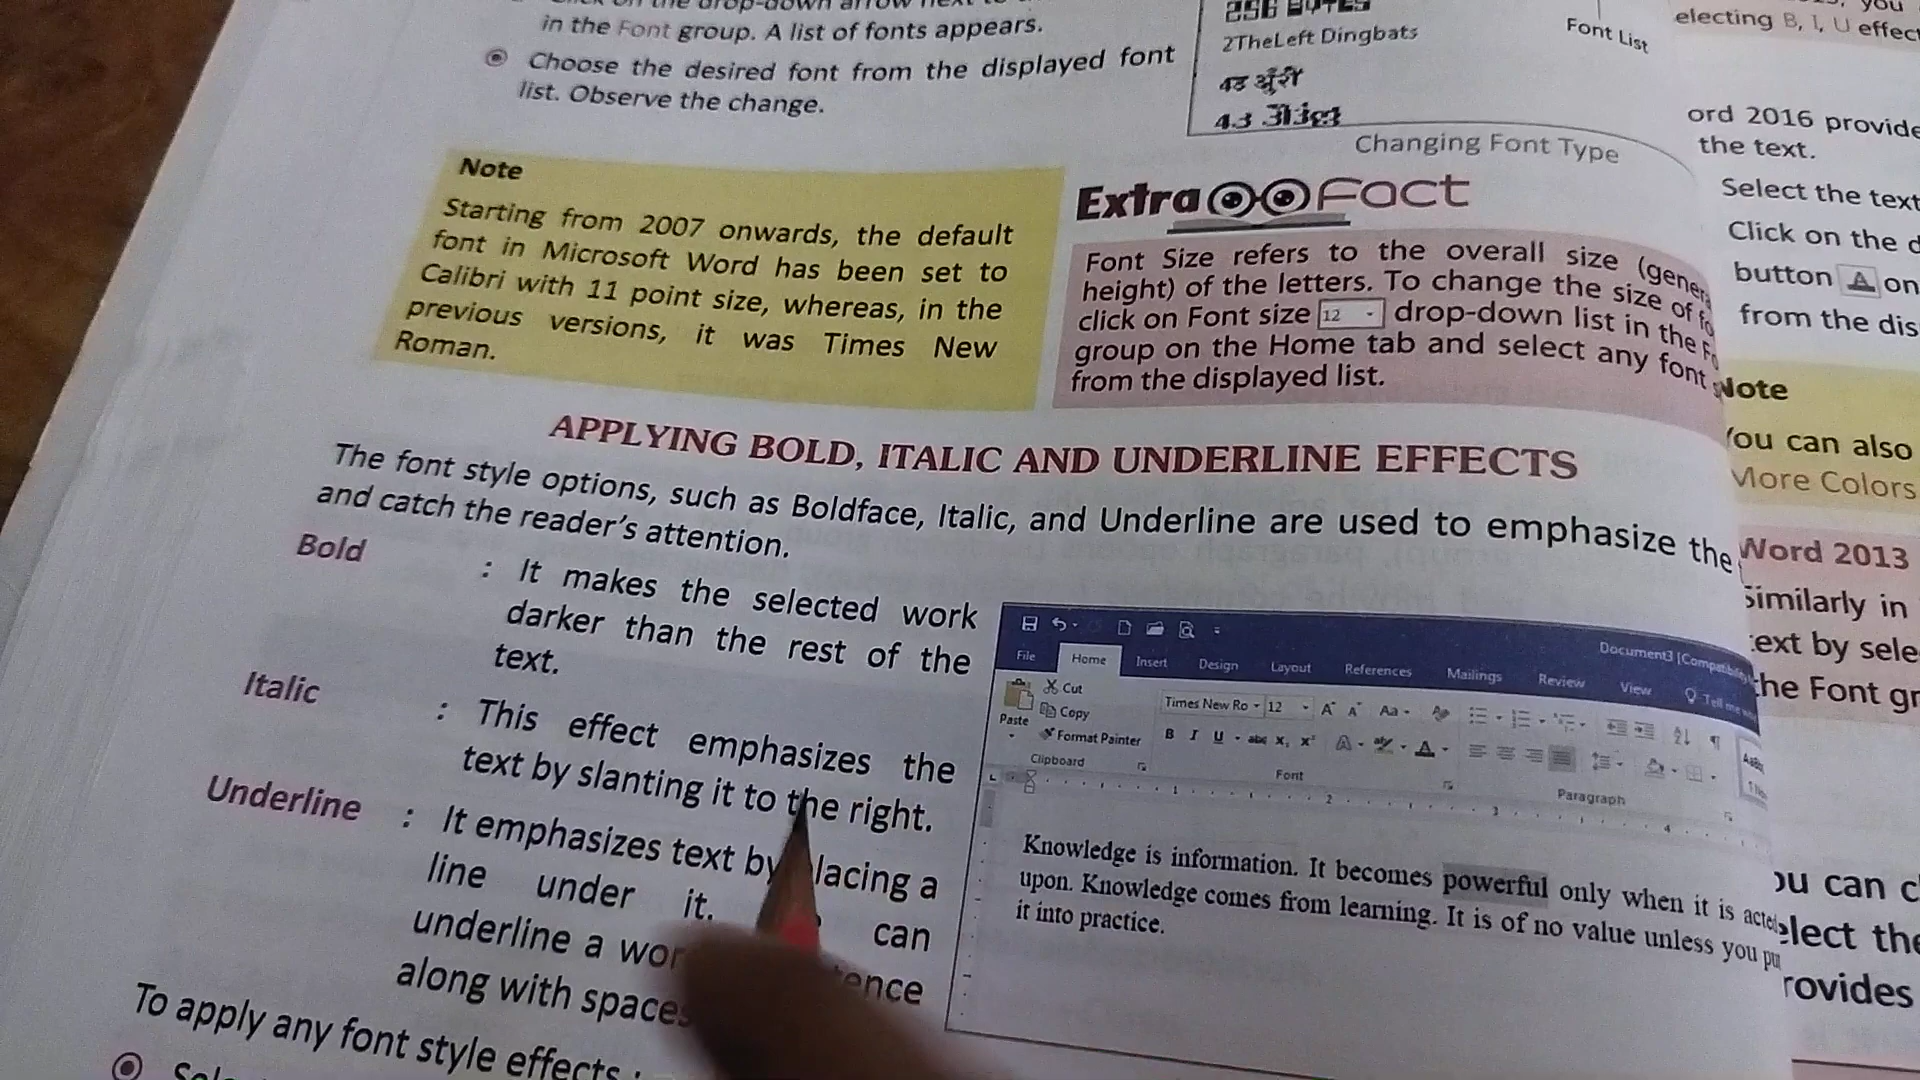 in the Font group. A list of fonts appears.
Choose the desired font from the displayed font
list. Observe the change.
256 BYTES
2TheLeft Dingbats
Font List
Changing Font Type
Note
Starting from 2007 onwards, the default
font in Microsoft Word has been set to
Calibri with 11 point size, whereas, in the
previous versions, it was Times New
Roman.
Extra Fact
Font Size refers to the overall size
height) of the letters. To change the size of
click on Font size 12 drop-down list in the
group on the Home tab and select any font
from the displayed list.
APPLYING BOLD, ITALIC AND UNDERLINE EFFECTS
The font style options, such as Boldface, Italic, and Underline are used to emphasize the
and catch the reader's attention.
Bold : It makes the selected work
darker than the rest of the
text.
Italic : This effect emphasizes the
text by slanting it to the right.
Underline : It emphasizes text by lacing a
line under it. can
underline a wor ence
along with spaces
To apply any font style effects :
Document3
File Home Insert Design Layout References Mailings Review View Tell me
Cut
Copy
Paste
Format Painter
Clipboard
Times New Ro 12 Aa
B I U abc
Font
Paragraph
1 2 3 4
Knowledge is information. It becomes powerful only when it is acted
upon. Knowledge comes from learning. It is of no value unless you put
it into practice.
you
electing B, I, U effect
ord 2016 provide
the text.
Select the text
Click on the d
button A on
from the dis
Note
You can also
More Colors
Word 2013
Similarly in
text by sele
the Font gr
ou can c
elect the
rovides